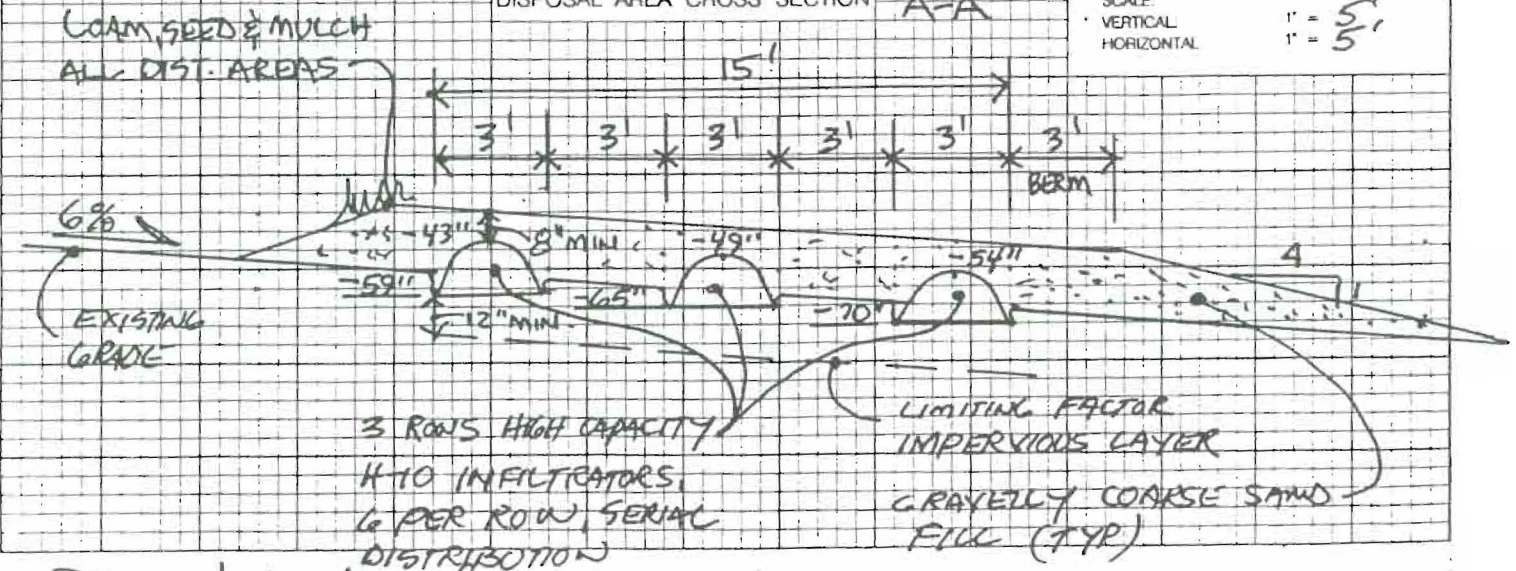 DISPOSAL AREA CROSS SECTION A-A
SCALE
VERTICAL 1" = 5'
HORIZONTAL 1" = 5'
LOAM, SEED & MULCH
ALL DIST. AREAS
15'
3' 3' 3' 3' 3' 3'
BERM
6%
-43" 8" MIN -49" -54"
-59" -65" -70"
12" MIN
4
1
EXISTING
GRADE
3 ROWS HIGH CAPACITY
H-10 INFILTRATORS,
6 PER ROW, SERIAL
DISTRIBUTION
LIMITING FACTOR
IMPERVIOUS LAYER
GRAVELLY COARSE SAND
FILL (TYP)